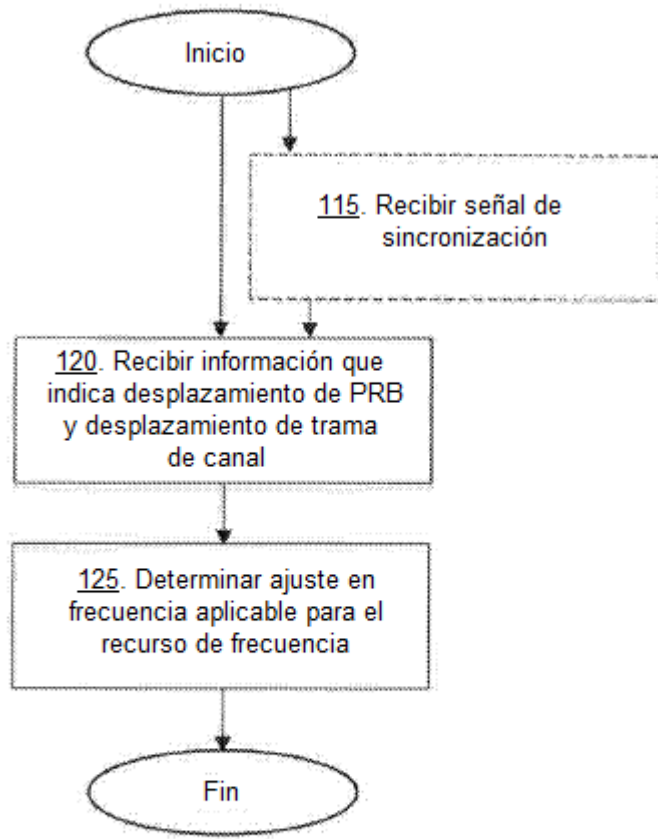 Inicio
115. Recibir señal de
sincronización
120. Recibir información que
indica desplazamiento de PRB
y desplazamiento de trama
de canal
125. Determinar ajuste en
frecuencia aplicable para el
recurso de frecuencia
Fin